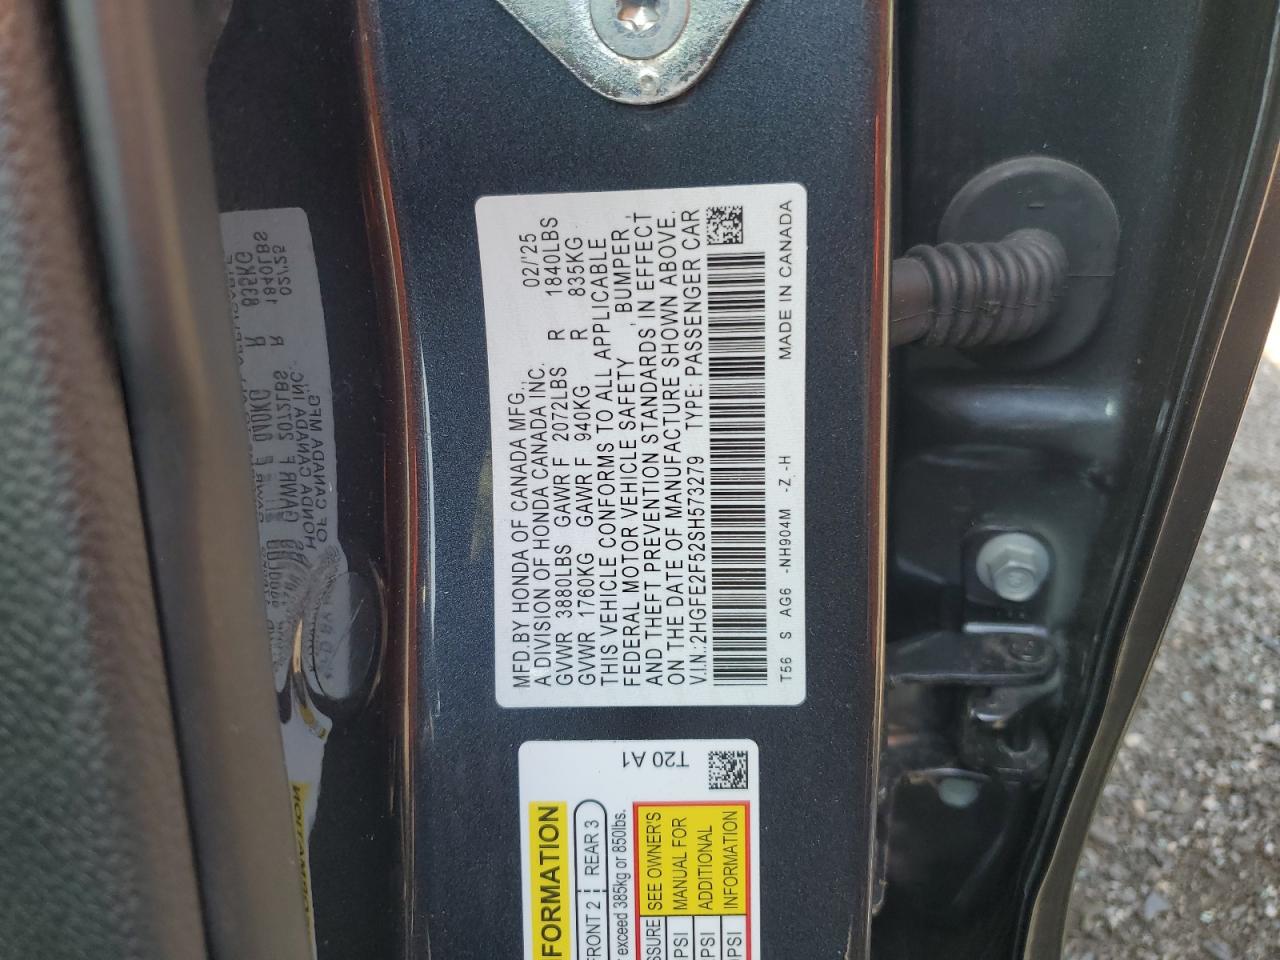 MFD.BY HONDA OF CANADA MFG.,
A DIVISION OF HONDA CANADA INC. 02/'25
GVWR 3880LBS GAWR F 2072LBS R 1840LBS
GVWR 1760KG GAWR F 940KG R 835KG
THIS VEHICLE CONFORMS TO ALL APPLICABLE
FEDERAL MOTOR VEHICLE SAFETY, BUMPER,
AND THEFT PREVENTION STANDARDS, IN EFFECT
ON THE DATE OF MANUFACTURE SHOWN ABOVE.
V.I.N.:2HGFE2F52SH573279 TYPE: PASSENGER CAR
T56 S AG6 -NH904M -Z.-H MADE IN CANADA
T20 A1
FORMATION
FRONT 2 REAR 3
exceed 385kg or 850lbs.
SSURE SEE OWNER'S
PSI MANUAL FOR
PSI ADDITIONAL
PSI INFORMATION